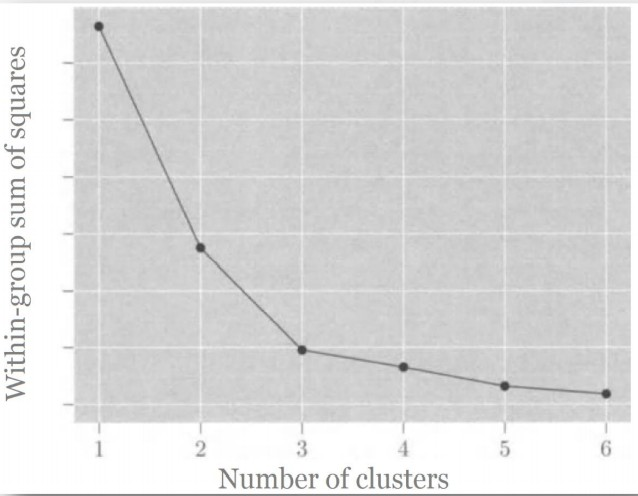 Within-group sum of squares
1 2 3 4 5 6
Number of clusters